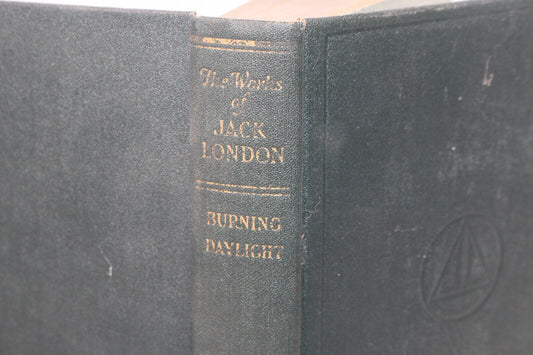 The Works
of
JACK
LONDON
BURNING
DAYLIGHT